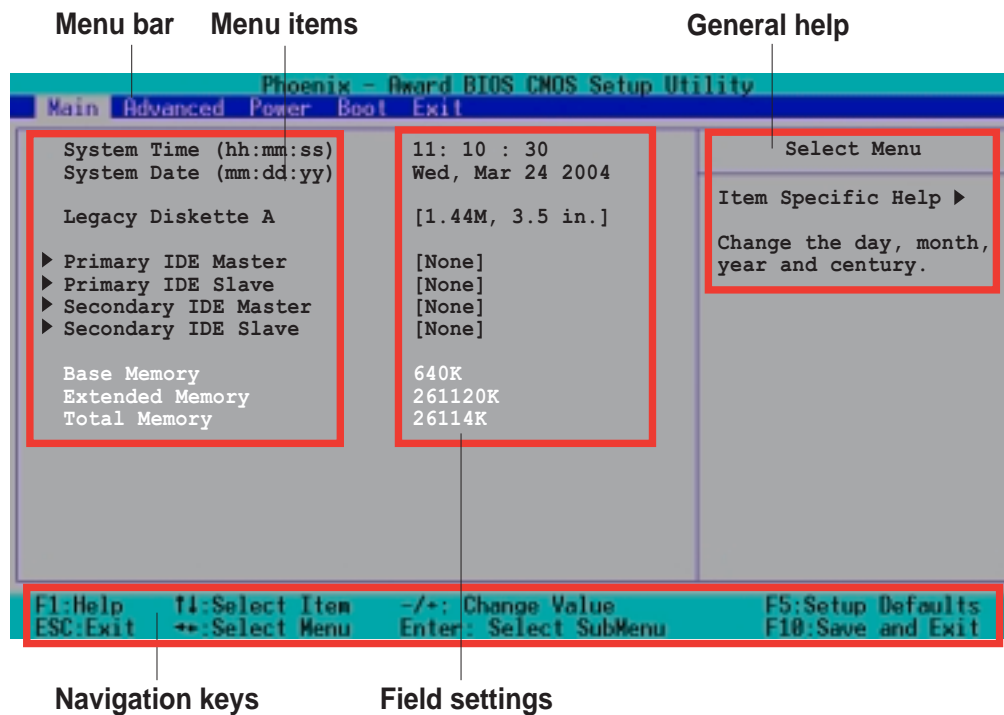 Menu bar Menu items General help
Phoenix - Award BIOS CMOS Setup Utility
Main Advanced Power Boot Exit
System Time (hh:mm:ss) 11: 10 : 30
System Date (mm:dd:yy) Wed, Mar 24 2004
Legacy Diskette A [1.44M, 3.5 in.]
▶ Primary IDE Master [None]
▶ Primary IDE Slave [None]
▶ Secondary IDE Master [None]
▶ Secondary IDE Slave [None]
Base Memory 640K
Extended Memory 261120K
Total Memory 26114K
Select Menu
Item Specific Help ▶
Change the day, month,
year and century.
F1:Help ↑↓:Select Item -/+: Change Value F5:Setup Defaults
ESC:Exit ←→:Select Menu Enter: Select SubMenu F10:Save and Exit
Navigation keys Field settings